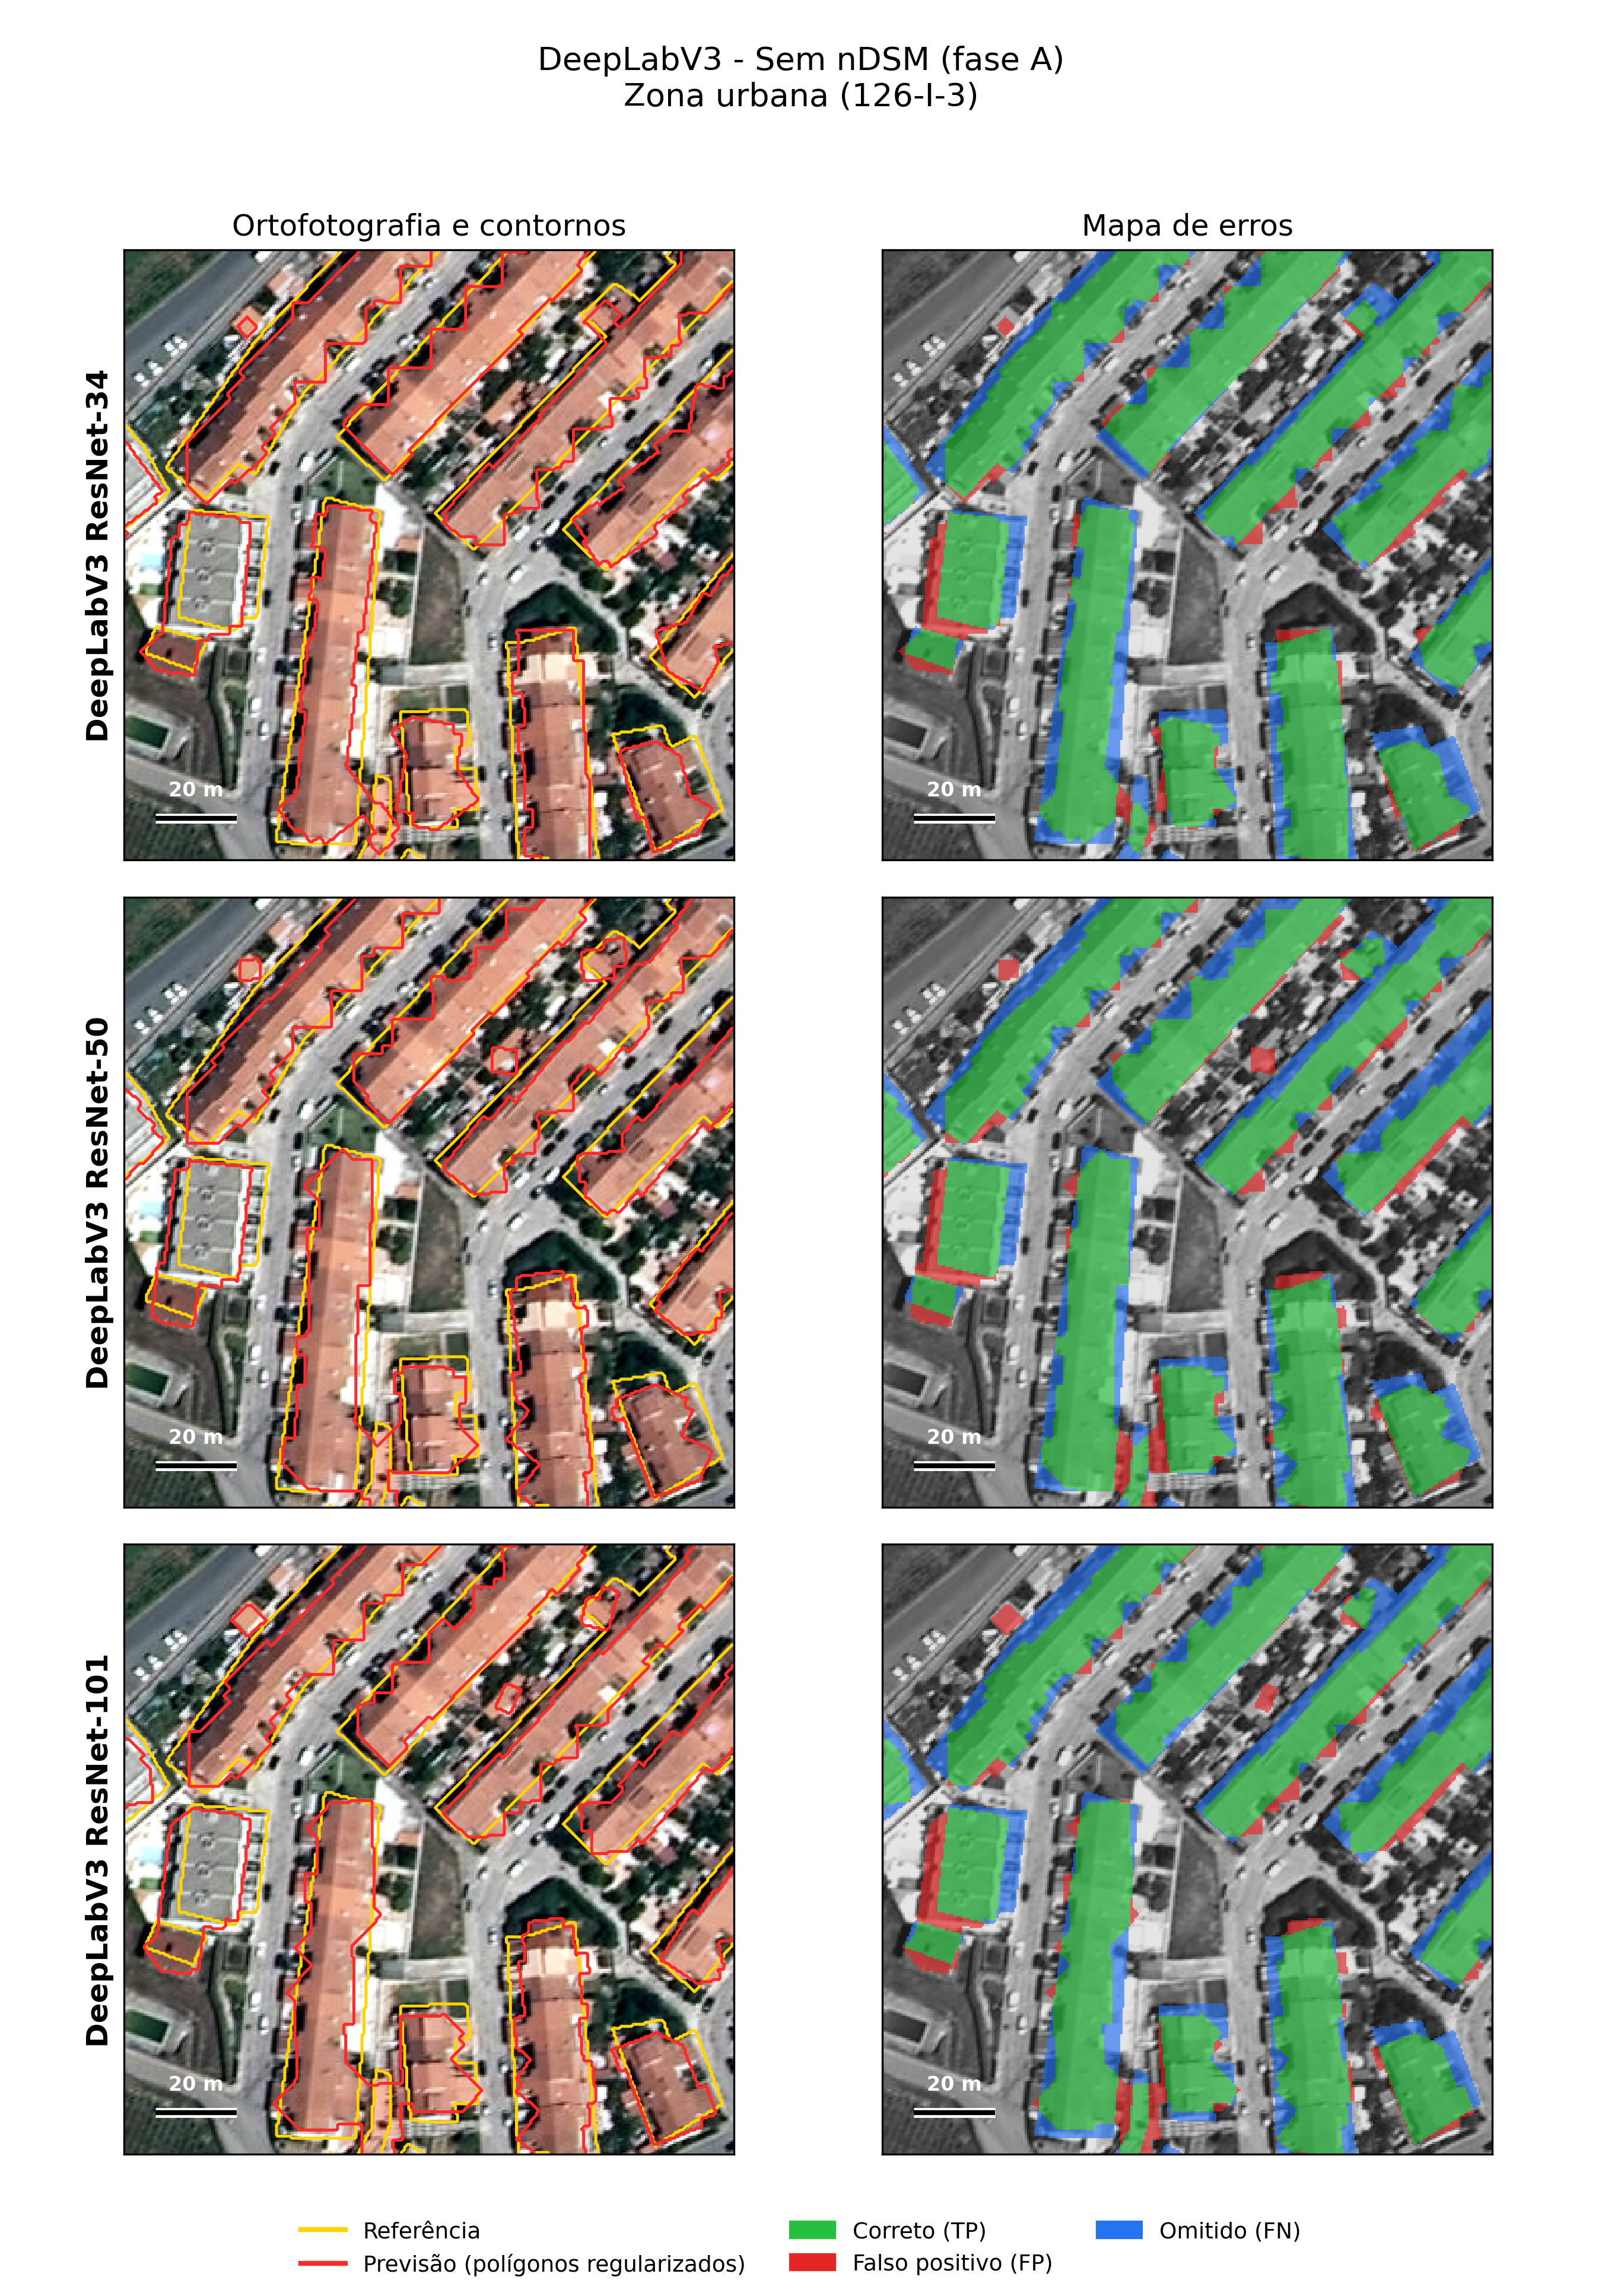 DeepLabV3 - Sem nDSM (fase A)
Zona urbana (126-I-3)
Ortofotografia e contornos
Mapa de erros
DeepLabV3 ResNet-34
20 m
20 m
DeepLabV3 ResNet-50
20 m
20 m
DeepLabV3 ResNet-101
20 m
20 m
Referência
Previsão (polígonos regularizados)
Correto (TP)
Falso positivo (FP)
Omitido (FN)